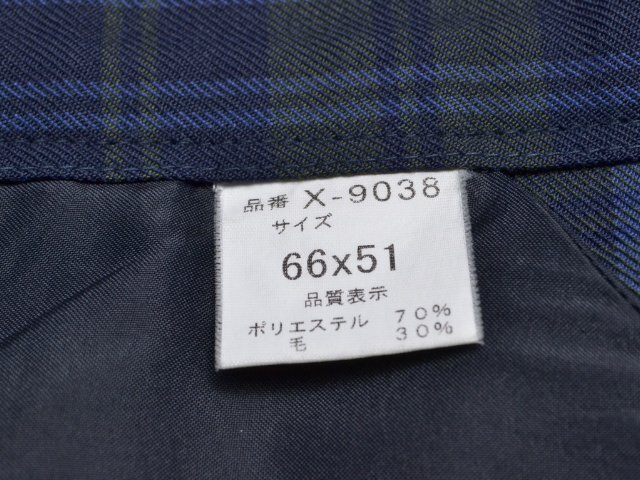 品番 X-9038
サイズ
66x51
品質表示
ポリエステル 70%
毛 30%